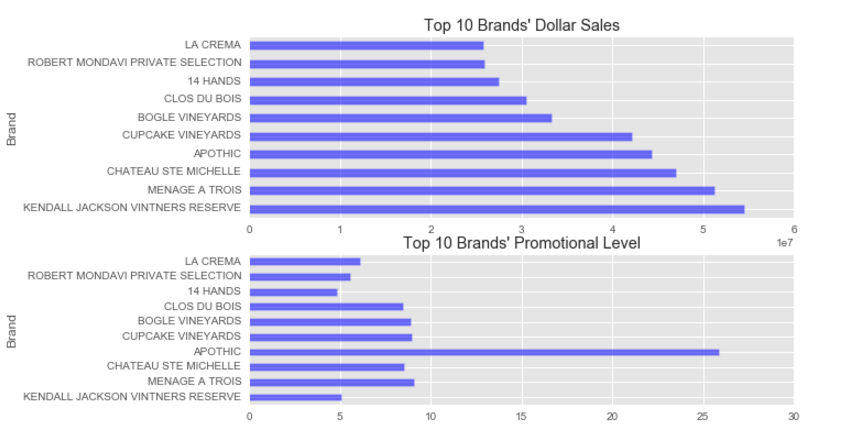 Top 10 Brands' Dollar Sales
Brand
LA CREMA
ROBERT MONDAVI PRIVATE SELECTION
14 HANDS
CLOS DU BOIS
BOGLE VINEYARDS
CUPCAKE VINEYARDS
APOTHIC
CHATEAU STE MICHELLE
MENAGE A TROIS
KENDALL JACKSON VINTNERS RESERVE
0 1 2 3 4 5 6
1e7
Top 10 Brands' Promotional Level
Brand
LA CREMA
ROBERT MONDAVI PRIVATE SELECTION
14 HANDS
CLOS DU BOIS
BOGLE VINEYARDS
CUPCAKE VINEYARDS
APOTHIC
CHATEAU STE MICHELLE
MENAGE A TROIS
KENDALL JACKSON VINTNERS RESERVE
0 5 10 15 20 25 30